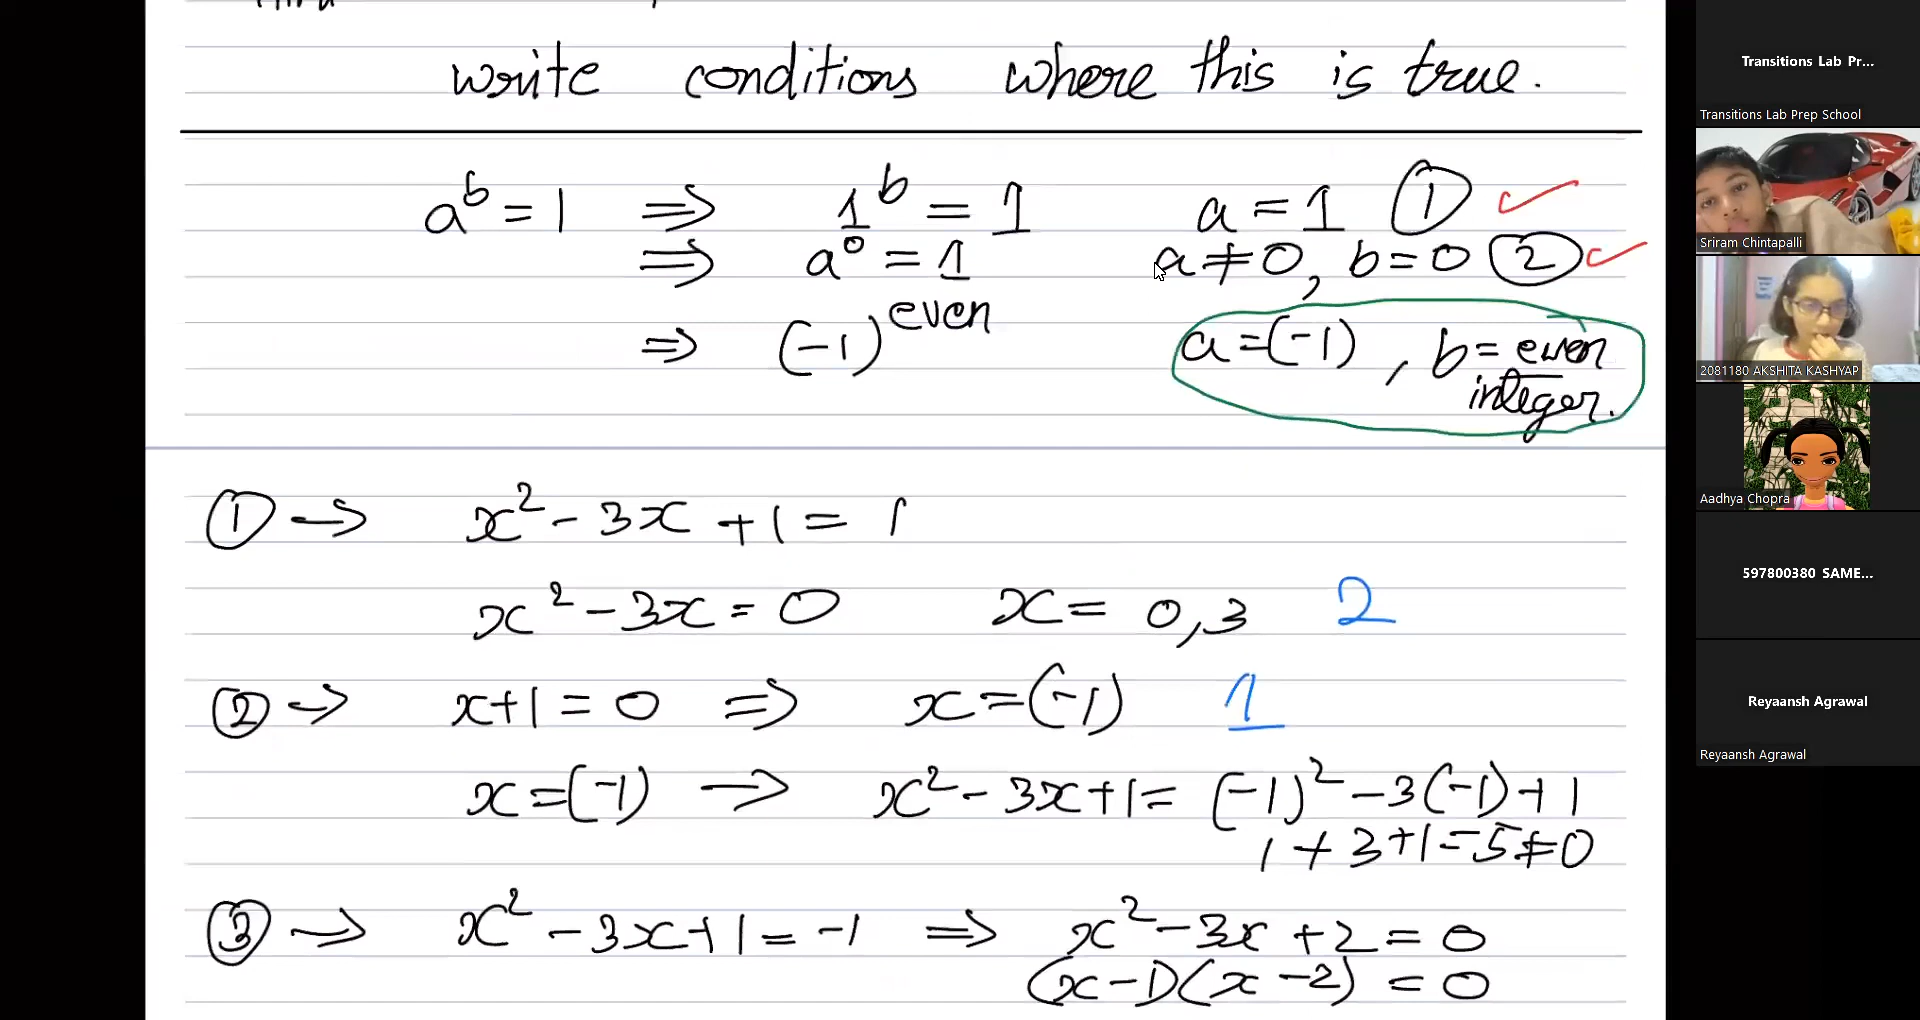 write conditions where this is true.
a^b = 1 ⇒ 1^b = 1 a = 1 ①
⇒ a^0 = 1 a ≠ 0, b = 0 ②
⇒ (-1)^even a = (-1), b = even
integer.
① → x² - 3x + 1 = 1
x² - 3x = 0 x = 0, 3 2
② → x + 1 = 0 ⇒ x = (-1) 1
x = (-1) → x² - 3x + 1 = (-1)² - 3(-1) + 1
1 + 3 + 1 = 5 ≠ 0
③ → x² - 3x + 1 = -1 ⇒ x² - 3x + 2 = 0
(x - 1)(x - 2) = 0
Transitions Lab Pr...
Transitions Lab Prep School
Sriram Chintapalli
2081180 AKSHITA KASHYAP
Aadhya Chopra
597800380 SAME...
Reyaansh Agrawal
Reyaansh Agrawal